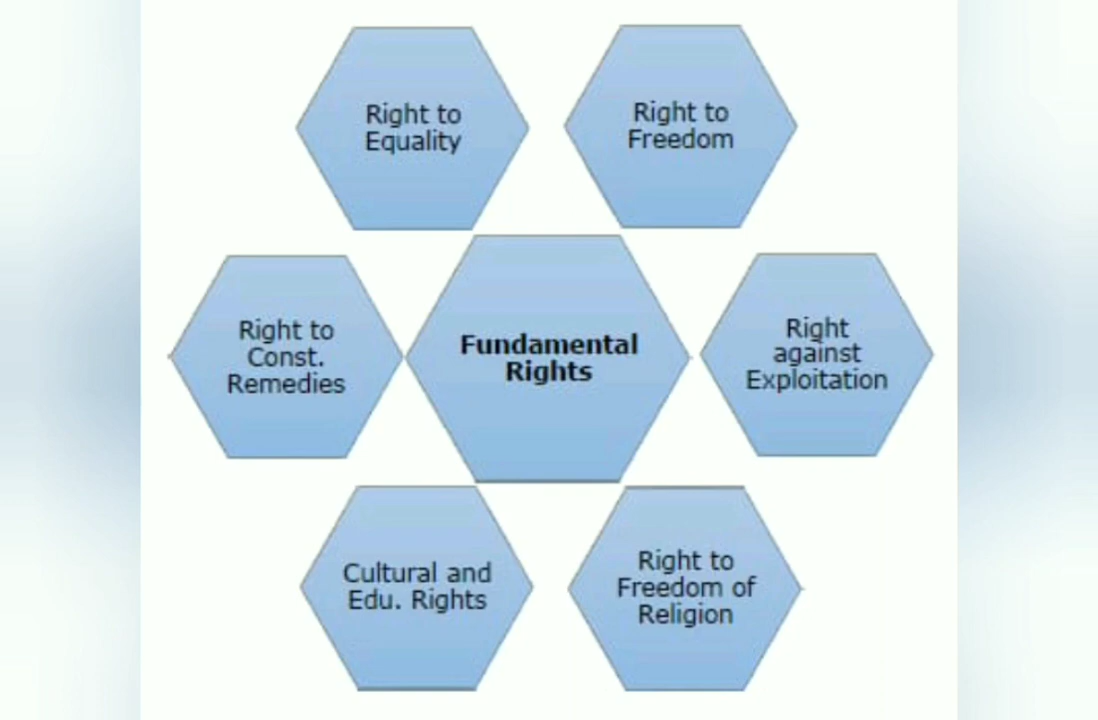 Right to
Equality
Right to
Freedom
Right to
Const.
Remedies
Fundamental
Rights
Right
against
Exploitation
Cultural and
Edu. Rights
Right to
Freedom of
Religion